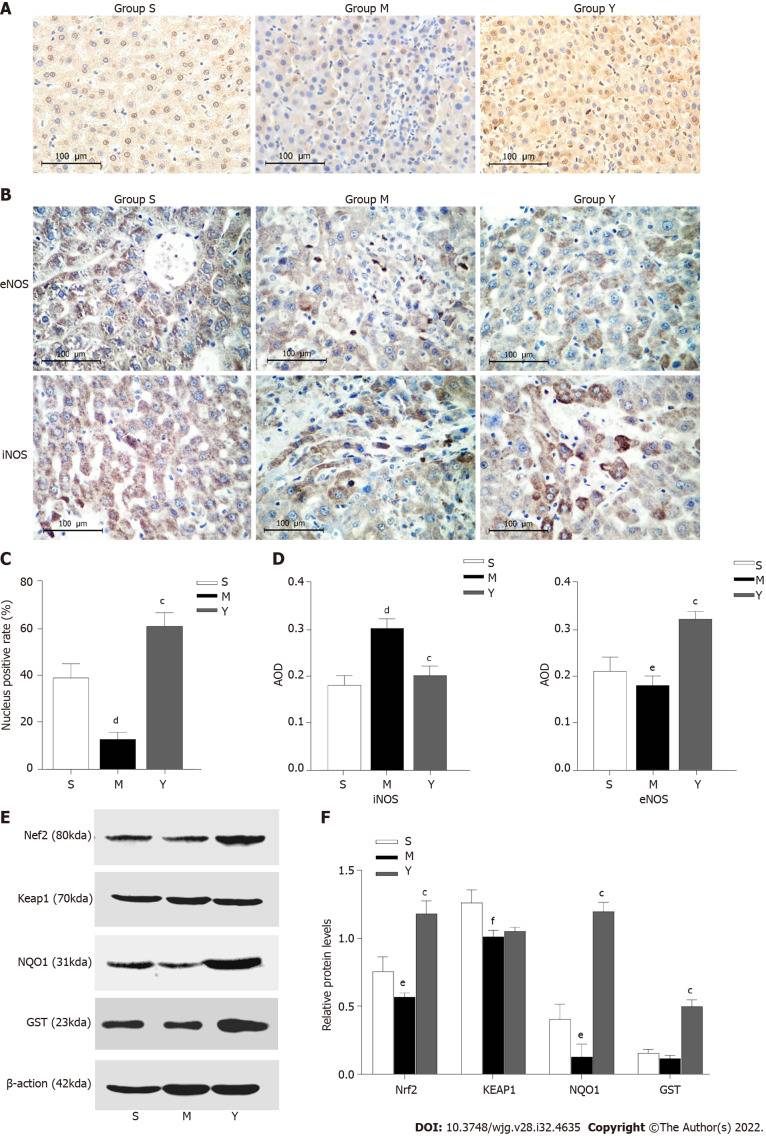 A
Group S Group M Group Y
100 μm 100 μm 100 μm
B
Group S Group M Group Y
eNOS
100 μm 100 μm 100 μm
iNOS
100 μm 100 μm 100 μm
C
Nucleus positive rate (%)
80
60
40
20
0
d
c
S
M
Y
S M Y
D
AOD
0.4
0.3
0.2
0.1
0.0
d
c
S
M
Y
S M Y
iNOS
AOD
0.4
0.3
0.2
0.1
0.0
e
c
S
M
Y
S M Y
eNOS
E
Nef2 (80kda)
Keap1 (70kda)
NQO1 (31kda)
GST (23kda)
β-action (42kda)
S M Y
F
S
M
Y
Relative protein levels
1.5
1.0
0.5
0.0
e c f e c c
Nrf2 KEAP1 NQO1 GST
DOI: 10.3748/wjg.v28.i32.4635 Copyright ©The Author(s) 2022.